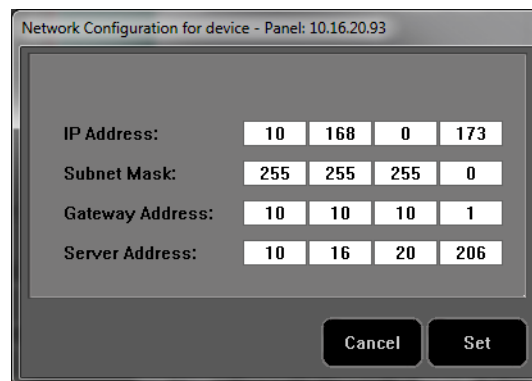 Network Configuration for device - Panel: 10.16.20.93
IP Address: 10 168 0 173
Subnet Mask: 255 255 255 0
Gateway Address: 10 10 10 1
Server Address: 10 16 20 206
Cancel Set